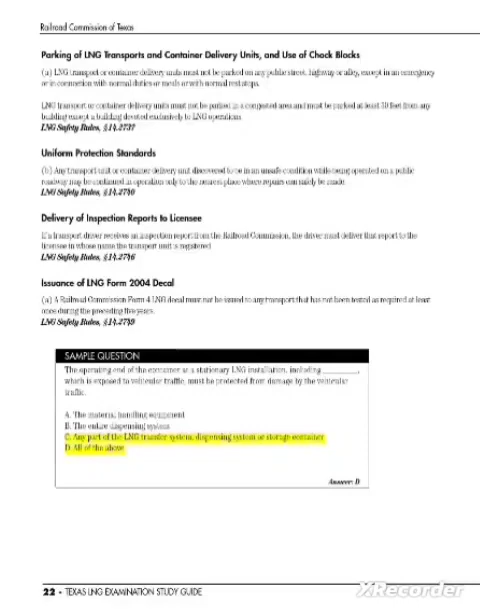 Railroad Commission of Texas
Parking of LNG Transports and Container Delivery Units, and Use of Chock Blocks
(a) LNG transport or container delivery units must not be parked on any public street, highway or alley, except in an emergency
or in connection with normal duties or meals or with normal rest stops.
LNG transport or container delivery units must not be parked in a congested area and must be parked at least 50 feet from any
building except a building devoted exclusively to LNG operations.
LNG Safety Rules, §14.2737
Uniform Protection Standards
(b) Any transport unit or container delivery unit discovered to be in an unsafe condition while being operated on a public
roadway may be continued in operation only to the nearest place where repairs can safely be made.
LNG Safety Rules, §14.2740
Delivery of Inspection Reports to Licensee
If a transport driver receives an inspection report from the Railroad Commission, the driver must deliver that report to the
licensee in whose name the transport unit is registered
LNG Safety Rules, §14.2746
Issuance of LNG Form 2004 Decal
(a) A Railroad Commission Form 4 LNG decal must not be issued to any transport that has not been tested as required at least
once during the preceding five years.
LNG Safety Rules, §14.2749
SAMPLE QUESTION
The operating end of the container at a stationary LNG installation, including ________,
which is exposed to vehicular traffic, must be protected from damage by the vehicular
traffic.
A. The material handling equipment
B. The entire dispensing system
C. Any part of the LNG transfer system, dispensing system or storage container
D. All of the above
Answer: D
22 - TEXAS LNG EXAMINATION STUDY GUIDE
XRecorder